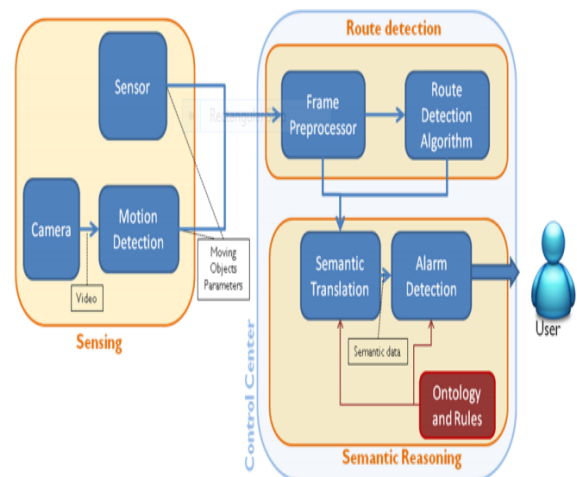 Route detection
Sensor
Frame
Preprocessor
Route
Detection
Algorithm
Camera
Motion
Detection
Video
Moving
Objects
Parameters
Sensing
Semantic
Translation
Alarm
Detection
Semantic data
Ontology
and Rules
Semantic Reasoning
Control Center
User